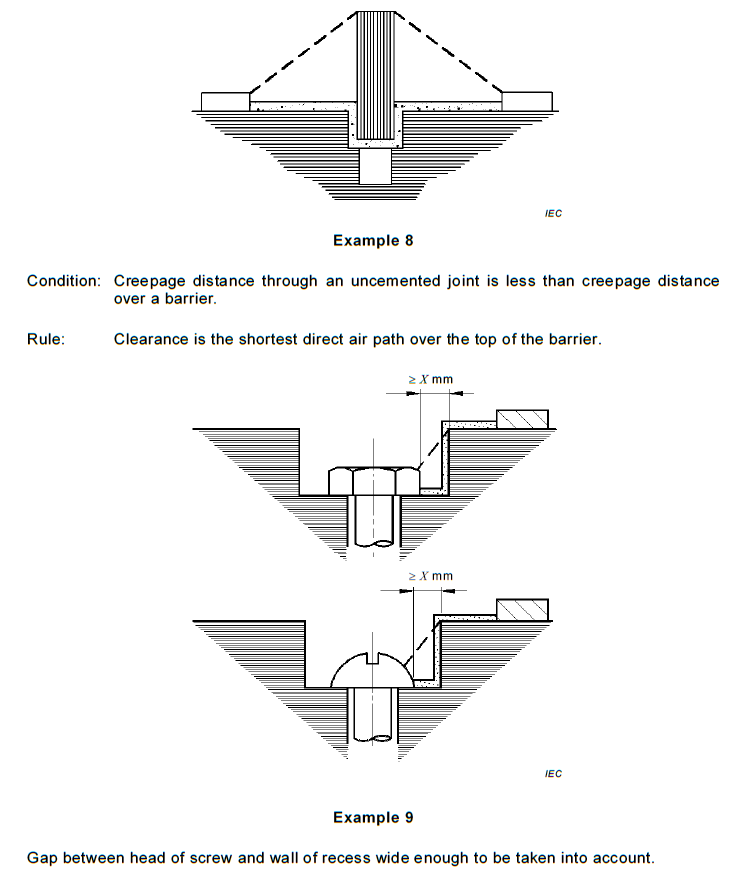 IEC
Example 8
Condition: Creepage distance through an uncemented joint is less than creepage distance
over a barrier.
Rule: Clearance is the shortest direct air path over the top of the barrier.
≥ X mm
≥ X mm
IEC
Example 9
Gap between head of screw and wall of recess wide enough to be taken into account.